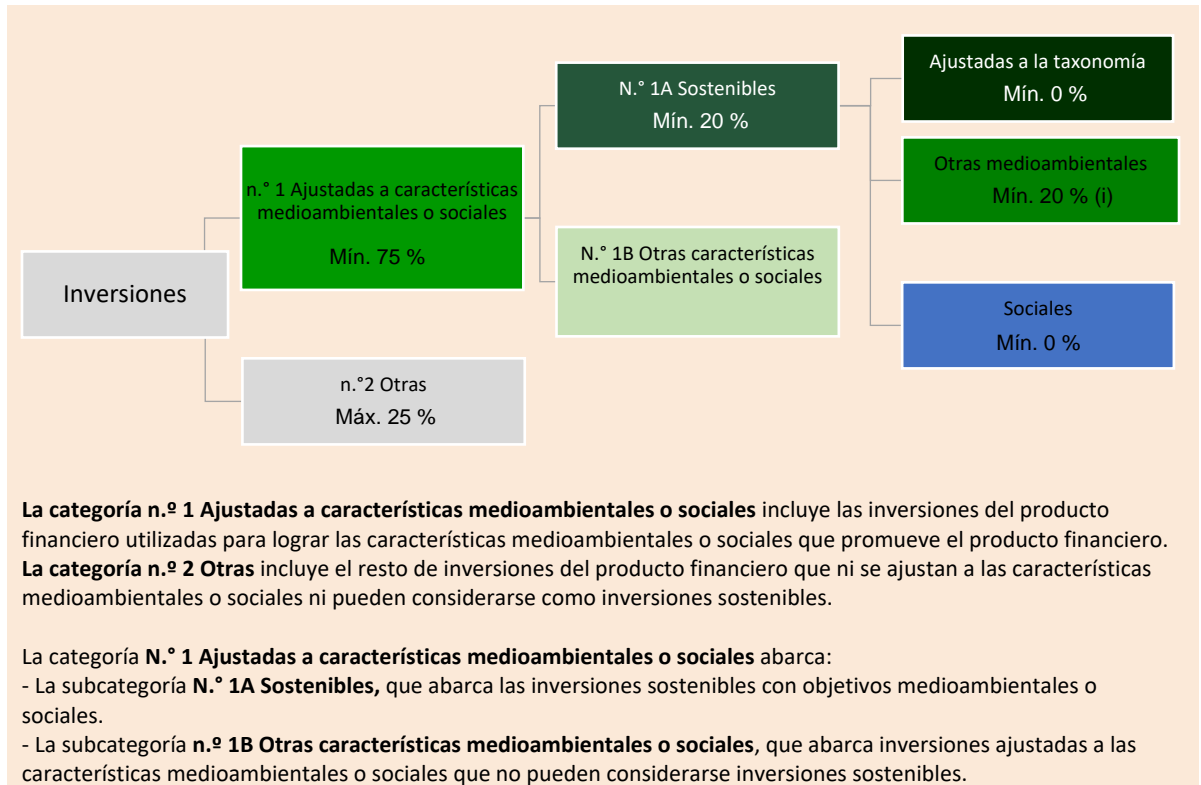 Inversiones
n.° 1 Ajustadas a características
medioambientales o sociales
Mín. 75 %
n.°2 Otras
Máx. 25 %
N.° 1A Sostenibles
Mín. 20 %
N.° 1B Otras características
medioambientales o sociales
Ajustadas a la taxonomía
Mín. 0 %
Otras medioambientales
Mín. 20 % (i)
Sociales
Mín. 0 %
La categoría n.º 1 Ajustadas a características medioambientales o sociales incluye las inversiones del producto
financiero utilizadas para lograr las características medioambientales o sociales que promueve el producto financiero.
La categoría n.º 2 Otras incluye el resto de inversiones del producto financiero que ni se ajustan a las características
medioambientales o sociales ni pueden considerarse como inversiones sostenibles.
La categoría N.° 1 Ajustadas a características medioambientales o sociales abarca:
- La subcategoría N.° 1A Sostenibles, que abarca las inversiones sostenibles con objetivos medioambientales o
sociales.
- La subcategoría n.º 1B Otras características medioambientales o sociales, que abarca inversiones ajustadas a las
características medioambientales o sociales que no pueden considerarse inversiones sostenibles.